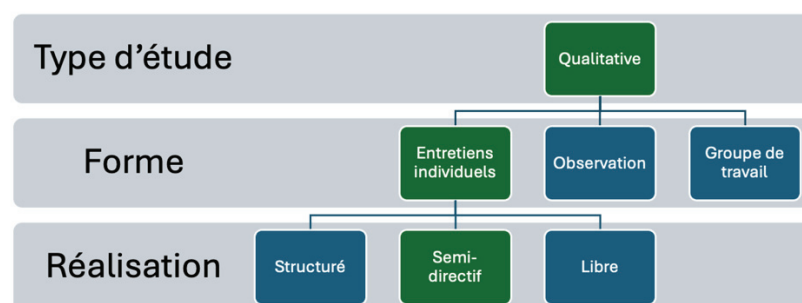 Type d’étude
Qualitative
Forme
Entretiens
individuels
Observation
Groupe de
travail
Réalisation
Structuré
Semi-
directif
Libre